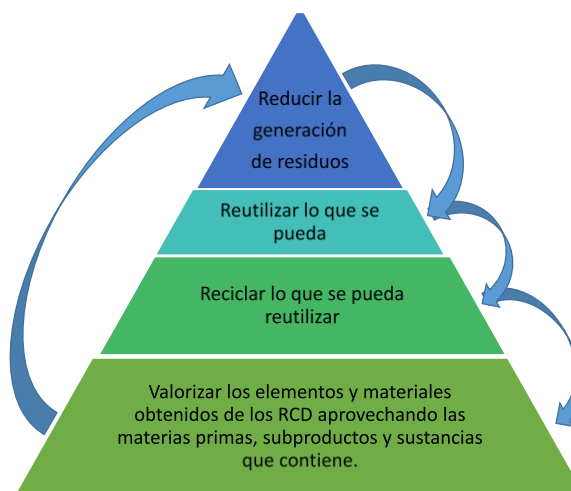 Reducir la
generación
de residuos
Reutilizar lo que se
pueda
Reciclar lo que se pueda
reutilizar
Valorizar los elementos y materiales
obtenidos de los RCD aprovechando las
materias primas, subproductos y sustancias
que contiene.